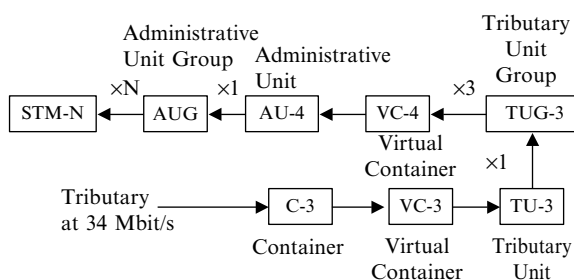 Tributary
Unit
Group
Administrative
Unit Group
Administrative
Unit
×N
×1
×3
STM-N
AUG
AU-4
VC-4
TUG-3
Virtual
Container
×1
Tributary
at 34 Mbit/s
C-3
VC-3
TU-3
Container
Virtual
Container
Tributary
Unit